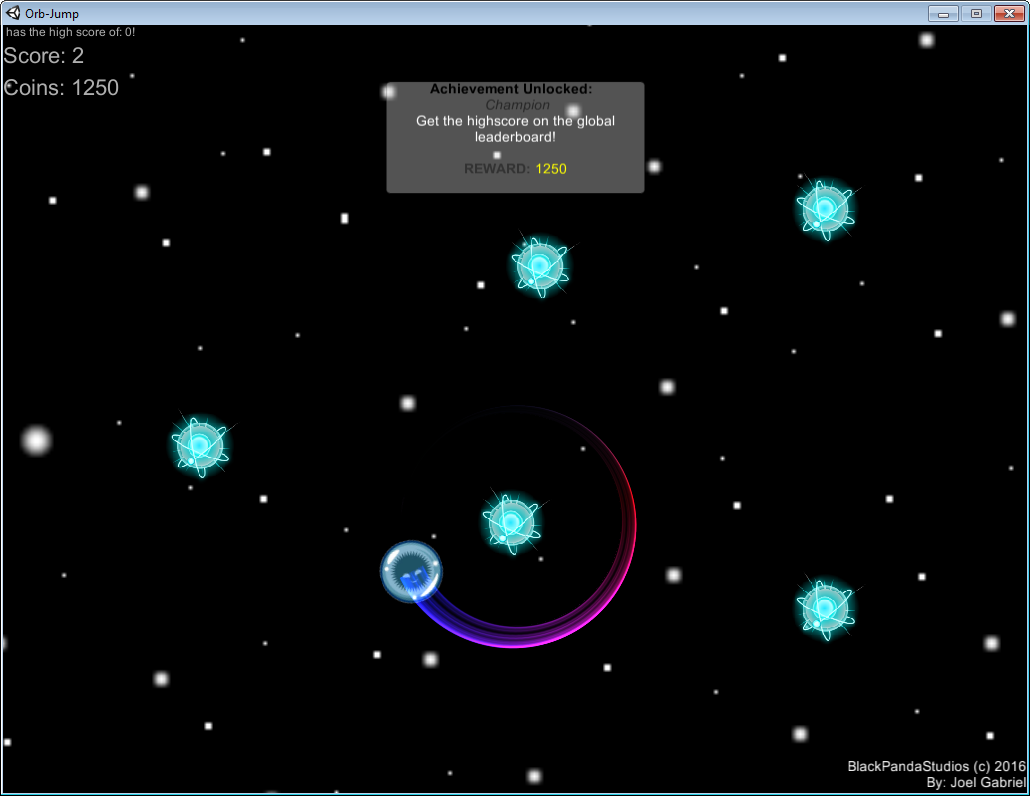 Orb-Jump
has the high score of: 0!
Score: 2
Coins: 1250
Achievement Unlocked:
Champion
Get the highscore on the global
leaderboard!
REWARD: 1250
BlackPandaStudios (c) 2016
By: Joel Gabriel